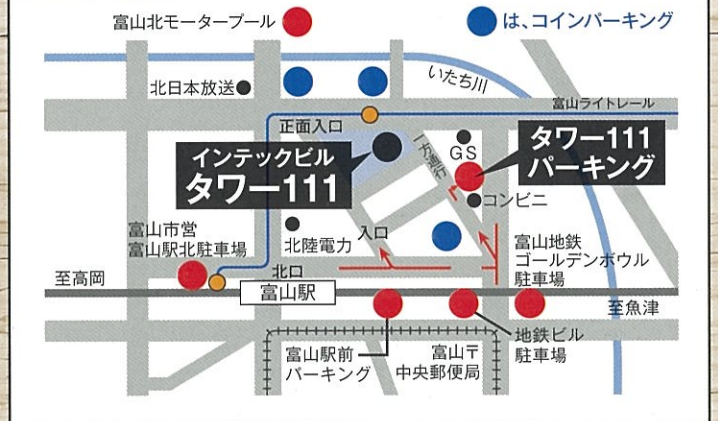 富山北モータープール
は、コインパーキング
北日本放送
いたち川
富山ライトレール
正面入口
一方通行
GS
タワー111
パーキング
インテックビル
タワー111
コンビニ
富山市営
富山駅北駐車場
北陸電力
入口
富山地鉄
ゴールデンボウル
駐車場
至高岡
北口
富山駅
至魚津
富山駅前
パーキング
富山〒
中央郵便局
地鉄ビル
駐車場